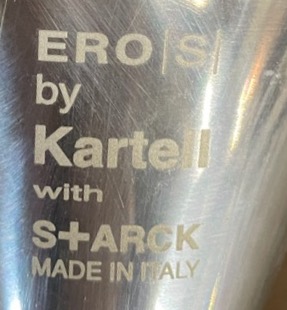 ERO|S|
by
Kartell
with
S+ARCK
MADE IN ITALY